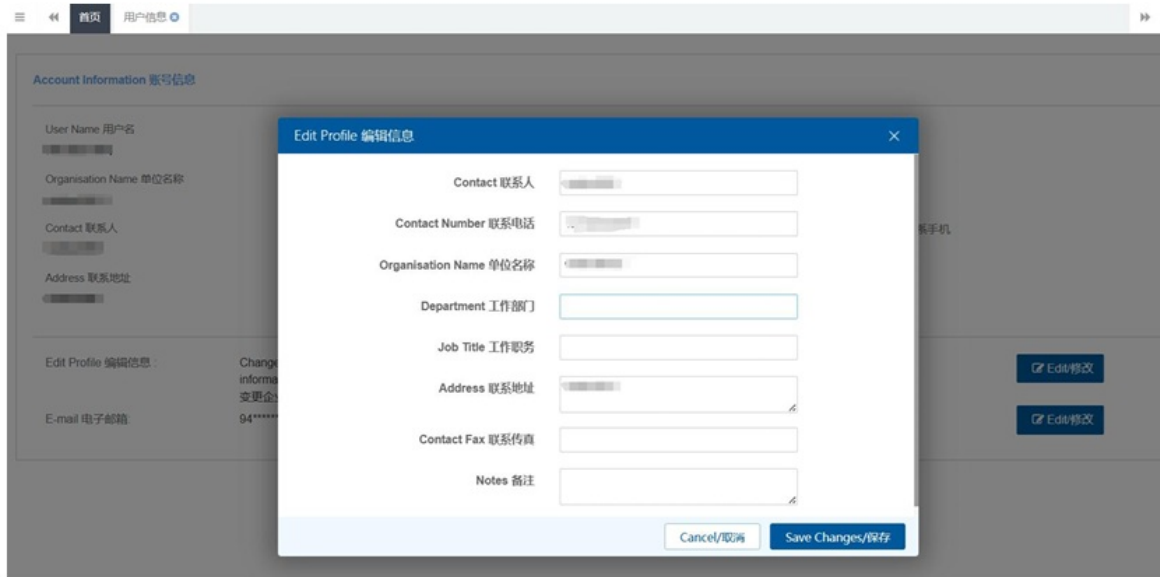 首页 用户信息
Account Information 账号信息
User Name 用户名
Organisation Name 单位名称
Contact 联系人
系手机
Address 联系地址
Edit Profile 编辑信息 :
Change
informa
变更企
Edit/修改
E-mail 电子邮箱:
94******
Edit/修改
Edit Profile 编辑信息
Contact 联系人
Contact Number 联系电话
Organisation Name 单位名称
Department 工作部门
Job Title 工作职务
Address 联系地址
Contact Fax 联系传真
Notes 备注
Cancel/取消 Save Changes/保存